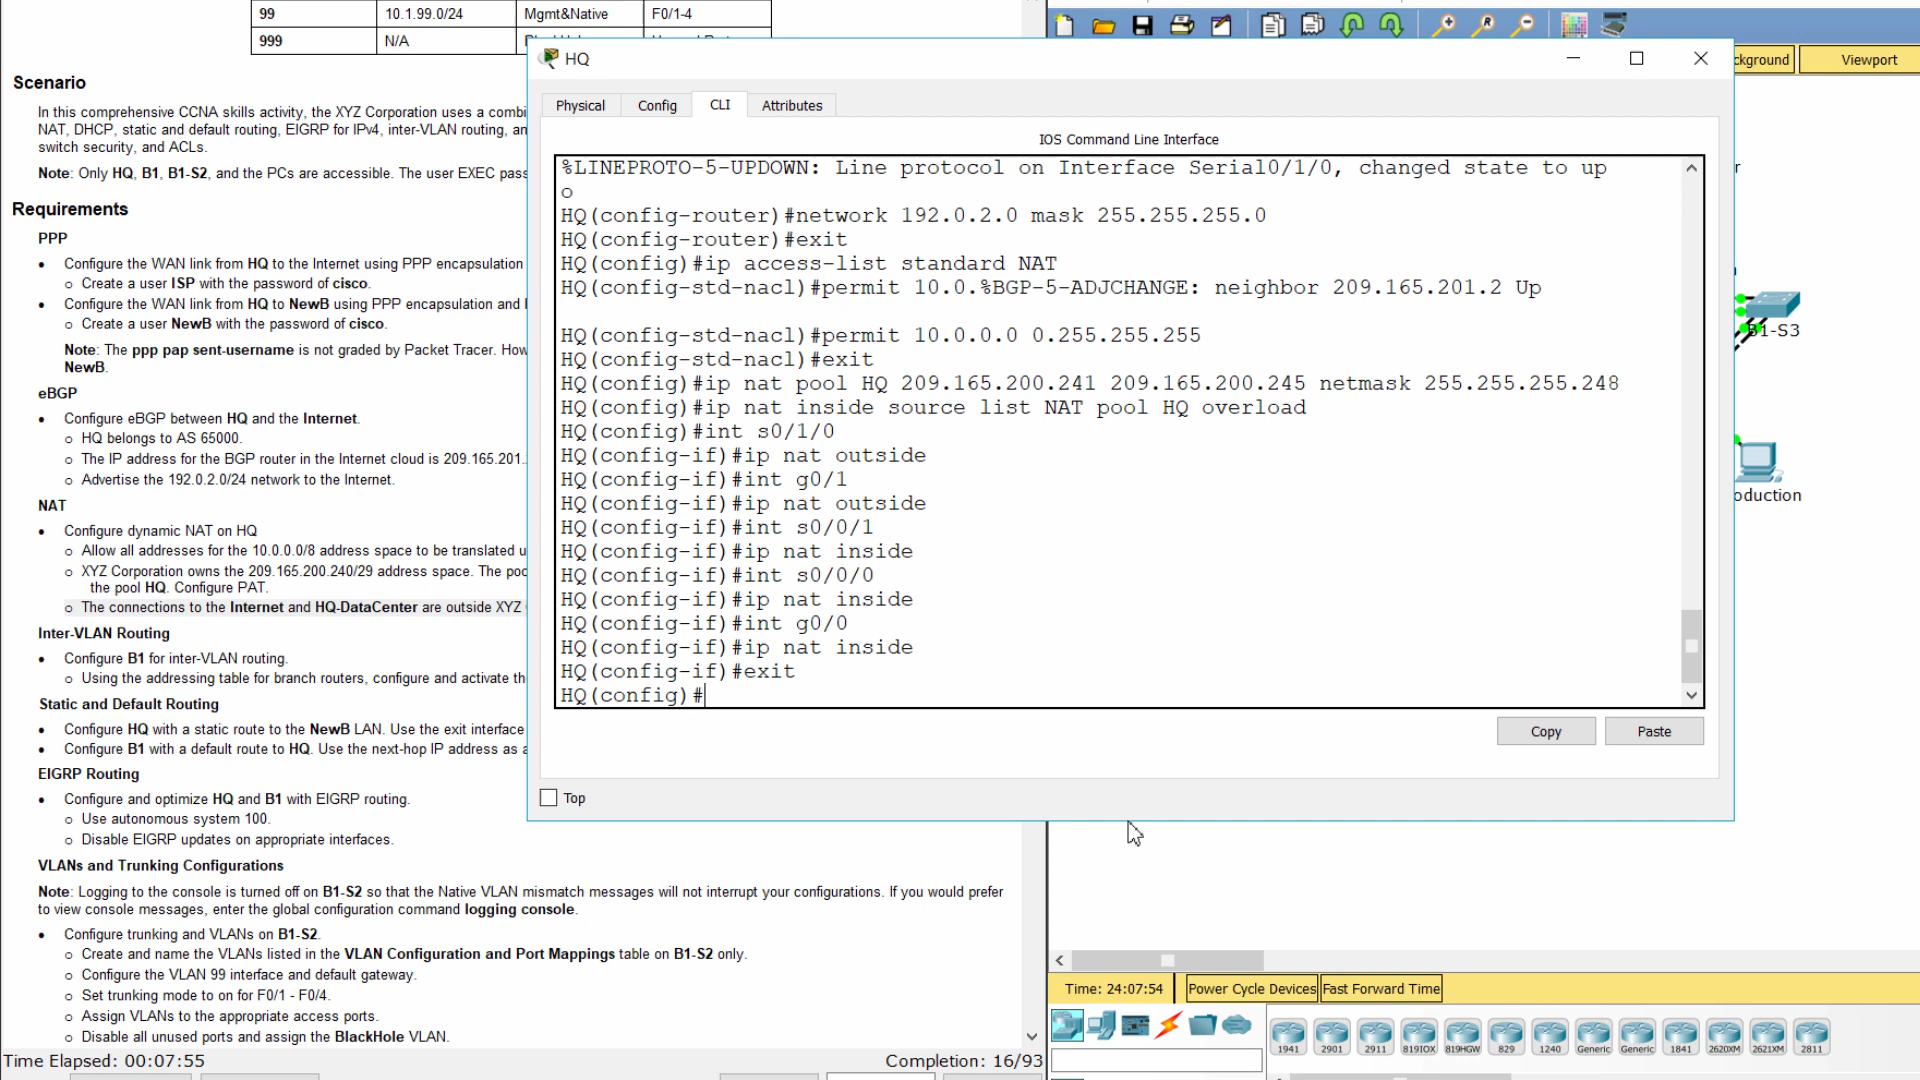 99 10.1.99.0/24 Mgmt&Native F0/1-4
999 N/A
Scenario
In this comprehensive CCNA skills activity, the XYZ Corporation uses a combi
NAT, DHCP, static and default routing, EIGRP for IPv4, inter-VLAN routing, an
switch security, and ACLs.
Note: Only HQ, B1, B1-S2, and the PCs are accessible. The user EXEC pass
Requirements
PPP
• Configure the WAN link from HQ to the Internet using PPP encapsulation
o Create a user ISP with the password of cisco.
• Configure the WAN link from HQ to NewB using PPP encapsulation and
o Create a user NewB with the password of cisco.
Note: The ppp pap sent-username is not graded by Packet Tracer. How
NewB.
eBGP
• Configure eBGP between HQ and the Internet.
o HQ belongs to AS 65000.
o The IP address for the BGP router in the Internet cloud is 209.165.201.
o Advertise the 192.0.2.0/24 network to the Internet.
NAT
• Configure dynamic NAT on HQ
o Allow all addresses for the 10.0.0.0/8 address space to be translated u
o XYZ Corporation owns the 209.165.200.240/29 address space. The poo
the pool HQ. Configure PAT.
o The connections to the Internet and HQ-DataCenter are outside XYZ
Inter-VLAN Routing
• Configure B1 for inter-VLAN routing.
o Using the addressing table for branch routers, configure and activate th
Static and Default Routing
• Configure HQ with a static route to the NewB LAN. Use the exit interface
• Configure B1 with a default route to HQ. Use the next-hop IP address as a
EIGRP Routing
• Configure and optimize HQ and B1 with EIGRP routing.
o Use autonomous system 100.
o Disable EIGRP updates on appropriate interfaces.
VLANs and Trunking Configurations
Note: Logging to the console is turned off on B1-S2 so that the Native VLAN mismatch messages will not interrupt your configurations. If you would prefer
to view console messages, enter the global configuration command logging console.
• Configure trunking and VLANs on B1-S2.
o Create and name the VLANs listed in the VLAN Configuration and Port Mappings table on B1-S2 only.
o Configure the VLAN 99 interface and default gateway.
o Set trunking mode to on for F0/1 - F0/4.
o Assign VLANs to the appropriate access ports.
o Disable all unused ports and assign the BlackHole VLAN.
Time Elapsed: 00:07:55 Completion: 16/93
HQ
Physical Config CLI Attributes
IOS Command Line Interface
%LINEPROTO-5-UPDOWN: Line protocol on Interface Serial0/1/0, changed state to up
o
HQ(config-router)#network 192.0.2.0 mask 255.255.255.0
HQ(config-router)#exit
HQ(config)#ip access-list standard NAT
HQ(config-std-nacl)#permit 10.0.%BGP-5-ADJCHANGE: neighbor 209.165.201.2 Up
HQ(config-std-nacl)#permit 10.0.0.0 0.255.255.255
HQ(config-std-nacl)#exit
HQ(config)#ip nat pool HQ 209.165.200.241 209.165.200.245 netmask 255.255.255.248
HQ(config)#ip nat inside source list NAT pool HQ overload
HQ(config)#int s0/1/0
HQ(config-if)#ip nat outside
HQ(config-if)#int g0/1
HQ(config-if)#ip nat outside
HQ(config-if)#int s0/0/1
HQ(config-if)#ip nat inside
HQ(config-if)#int s0/0/0
HQ(config-if)#ip nat inside
HQ(config-if)#int g0/0
HQ(config-if)#ip nat inside
HQ(config-if)#exit
HQ(config)#
Copy Paste
Top
ckground Viewport
B1-S3
oduction
Time: 24:07:54 Power Cycle Devices Fast Forward Time
1941 2901 2911 819IOX 819HGW 829 1240 Generic Generic 1841 2620XM 2621XM 2811